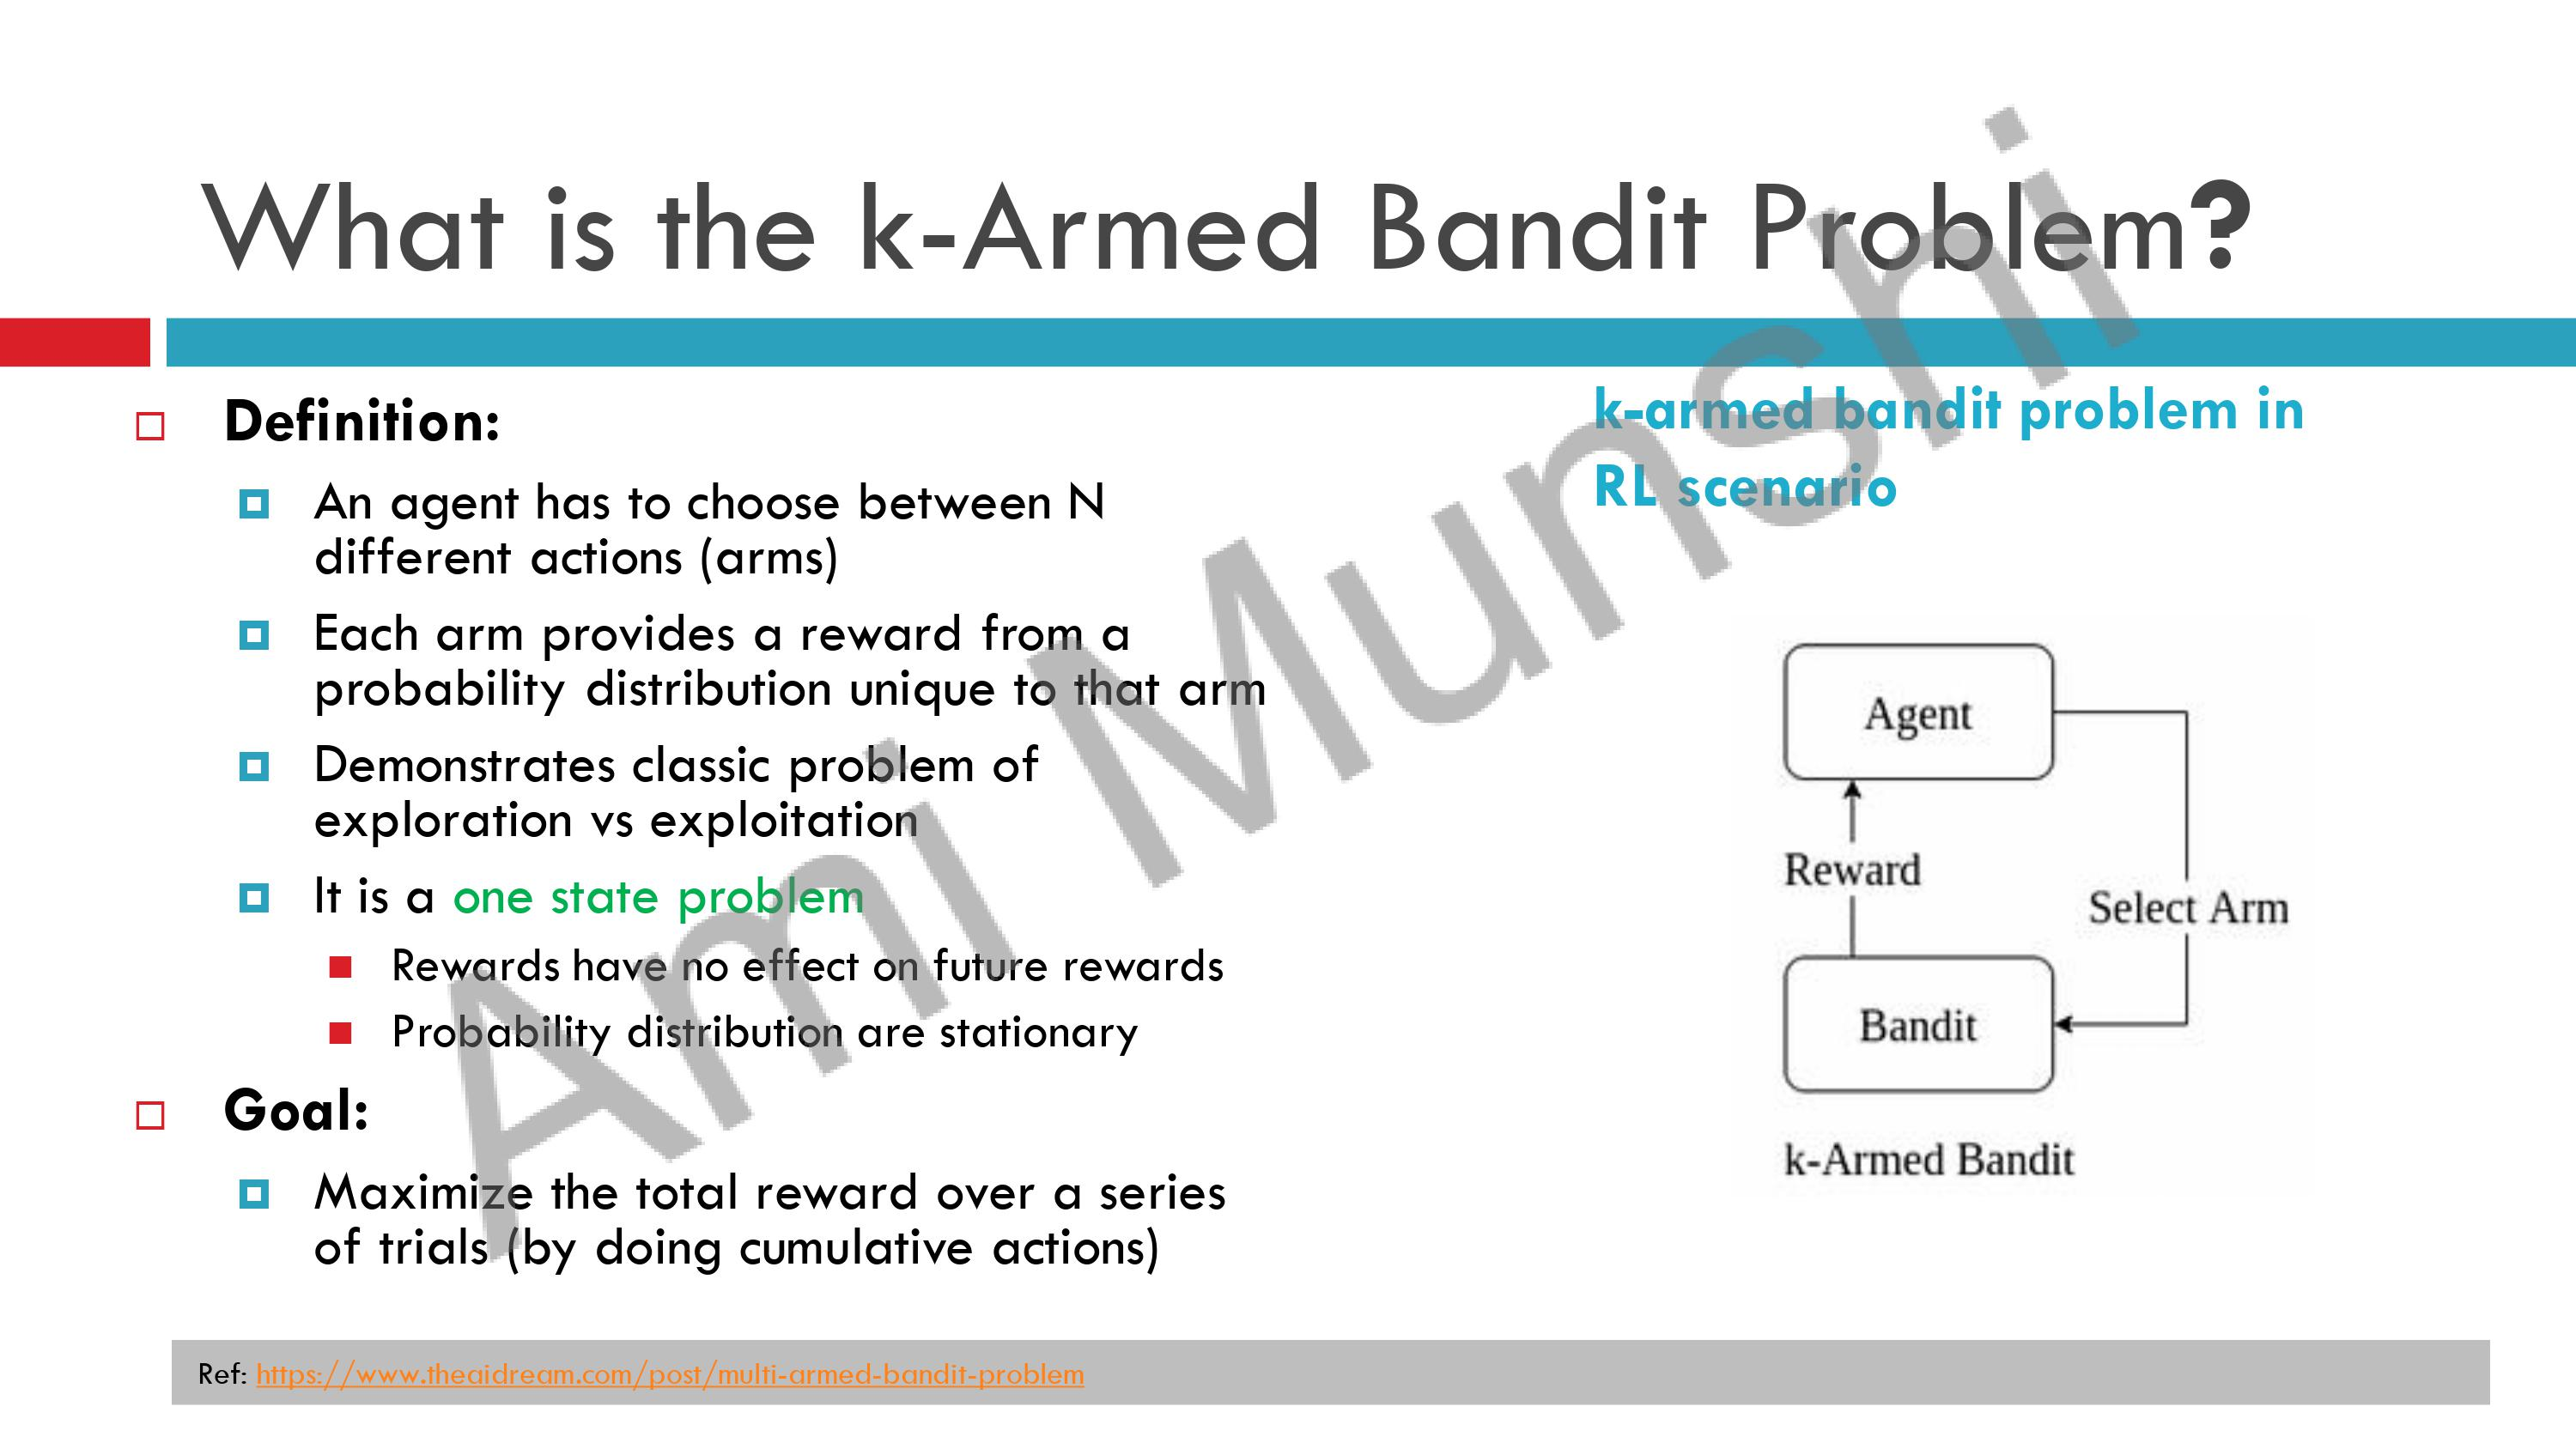 What is the k-Armed Bandit Problem?
Definition:
An agent has to choose between N
different actions (arms)
Each arm provides a reward from a
probability distribution unique to that arm
Demonstrates classic problem of
exploration vs exploitation
It is a one state problem
Rewards have no effect on future rewards
Probability distribution are stationary
Goal:
Maximize the total reward over a series
of trials (by doing cumulative actions)
k-armed bandit problem in
RL scenario
Agent
Reward
Select Arm
Bandit
k-Armed Bandit
Ref: https://www.theaidream.com/post/multi-armed-bandit-problem
Ami Munshi